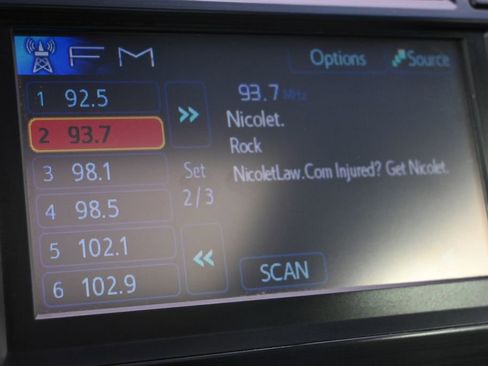 FM
Options
Source
1 92.5
2 93.7
3 98.1
4 98.5
5 102.1
6 102.9
>>
Set
2/3
<<
93.7 MHz
Nicolet.
Rock
NicoletLaw.Com Injured? Get Nicolet.
SCAN